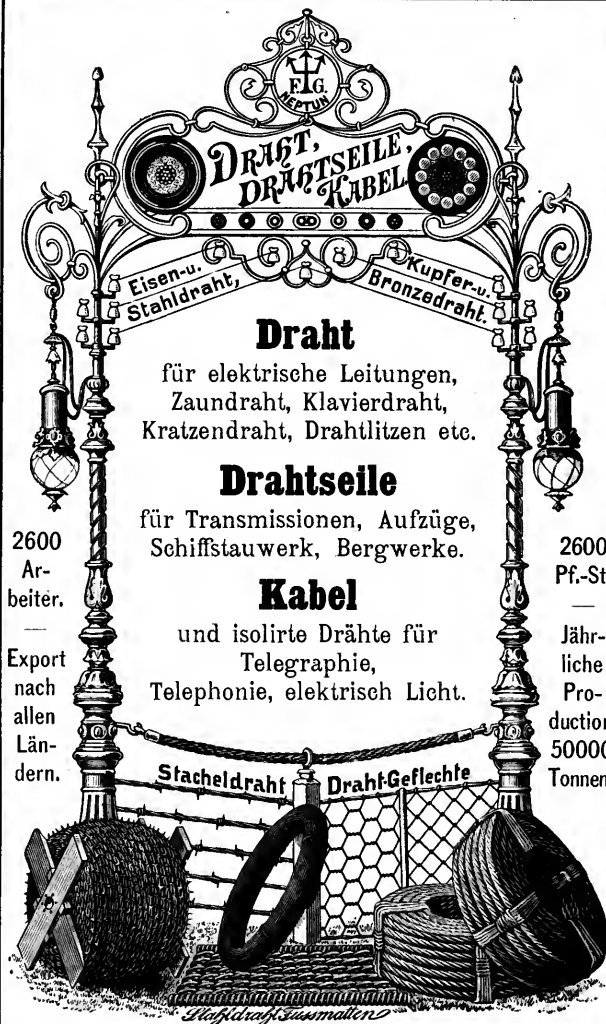 F. G.
NEPTUN
DRAHT,
DRAHTSEILE,
KABEL.
Eisen-u.
Stahldraht,
Kupfer-u.
Bronzedraht.
Draht
für elektrische Leitungen,
Zaundraht, Klavierdraht,
Kratzendraht, Drahtlitzen etc.
Drahtseile
für Transmissionen, Aufzüge,
Schiffstauwerk, Bergwerke.
Kabel
und isolirte Drähte für
Telegraphie,
Telephonie, elektrisch Licht.
2600
Ar-
beiter.
Export
nach
allen
Län-
dern.
2600
Pf.-St
Jähr-
liche
Pro-
duction
50000
Tonnen
Stacheldraht
Draht-Geflechte
Stahldraht-Fussmatten